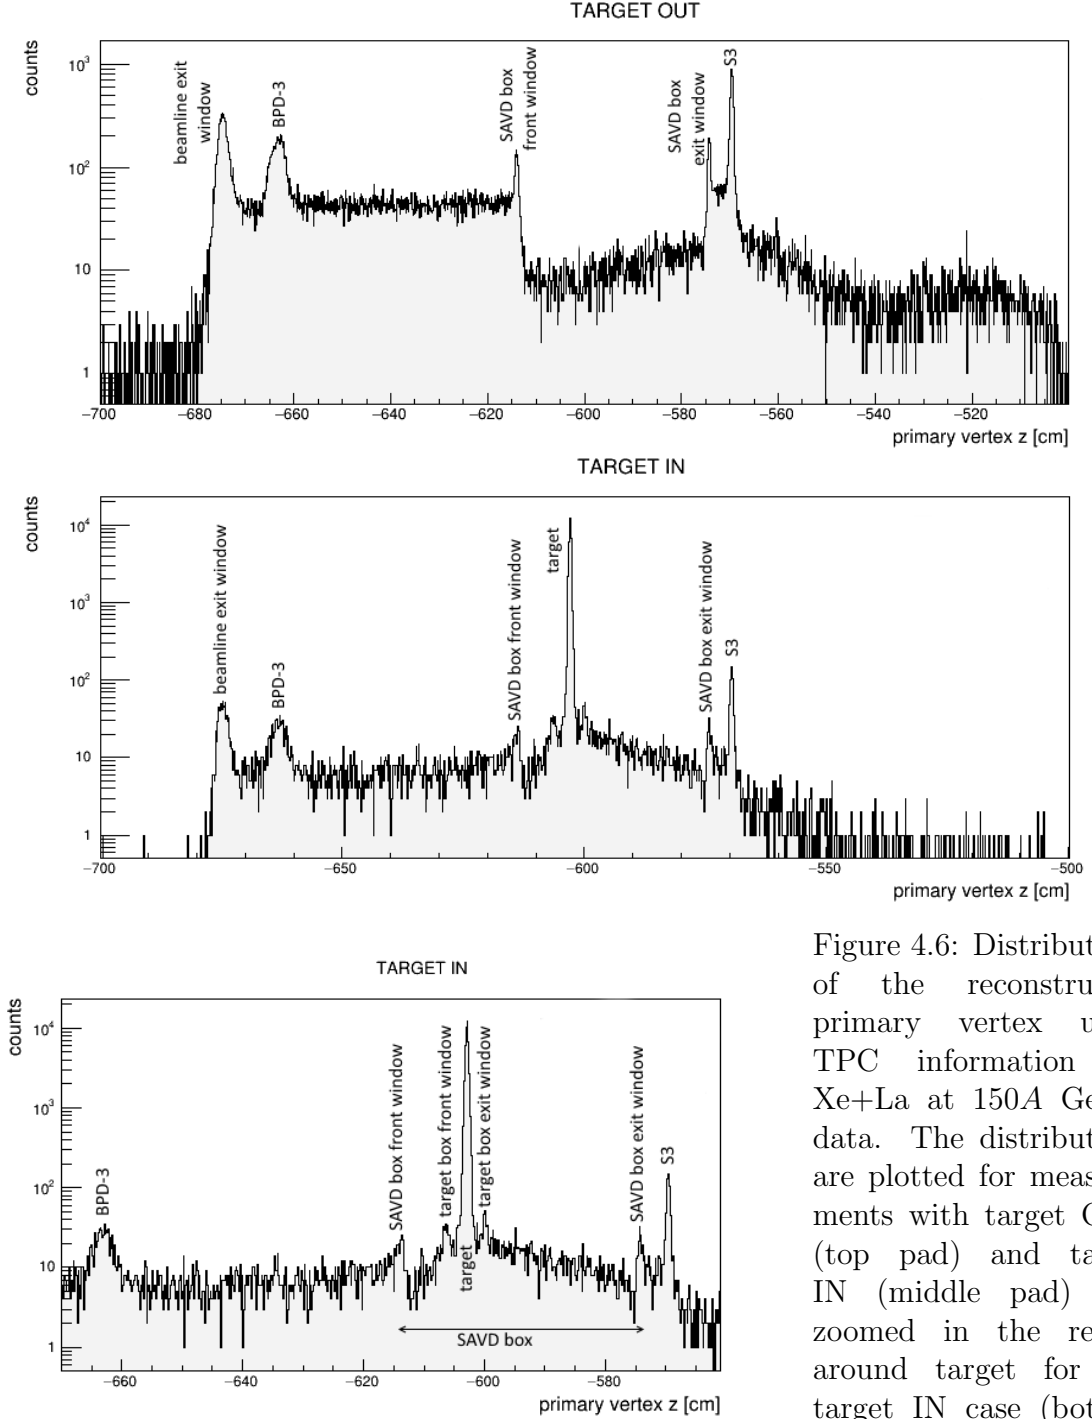 TARGET OUT
counts
10³
10²
10
1
beamline exit
window
BPD-3
SAVD box
front window
SAVD box
exit window
S3
−700 −680 −660 −640 −620 −600 −580 −560 −540 −520
primary vertex z [cm]
TARGET IN
counts
10⁴
10³
10²
10
1
beamline exit window
BPD-3
SAVD box front window
target
SAVD box exit window
S3
−700 −650 −600 −550 −500
primary vertex z [cm]
TARGET IN
counts
10⁴
10³
10²
10
1
BPD-3
SAVD box front window
target box front window
target
target box exit window
SAVD box exit window
S3
SAVD box
−660 −640 −620 −600 −580
primary vertex z [cm]
Figure 4.6: Distribut
of the reconstru
primary vertex u
TPC information
Xe+La at 150A Ge
data. The distribut
are plotted for meas
ments with target
(top pad) and ta
IN (middle pad)
zoomed in the re
around target for
target IN case (bot